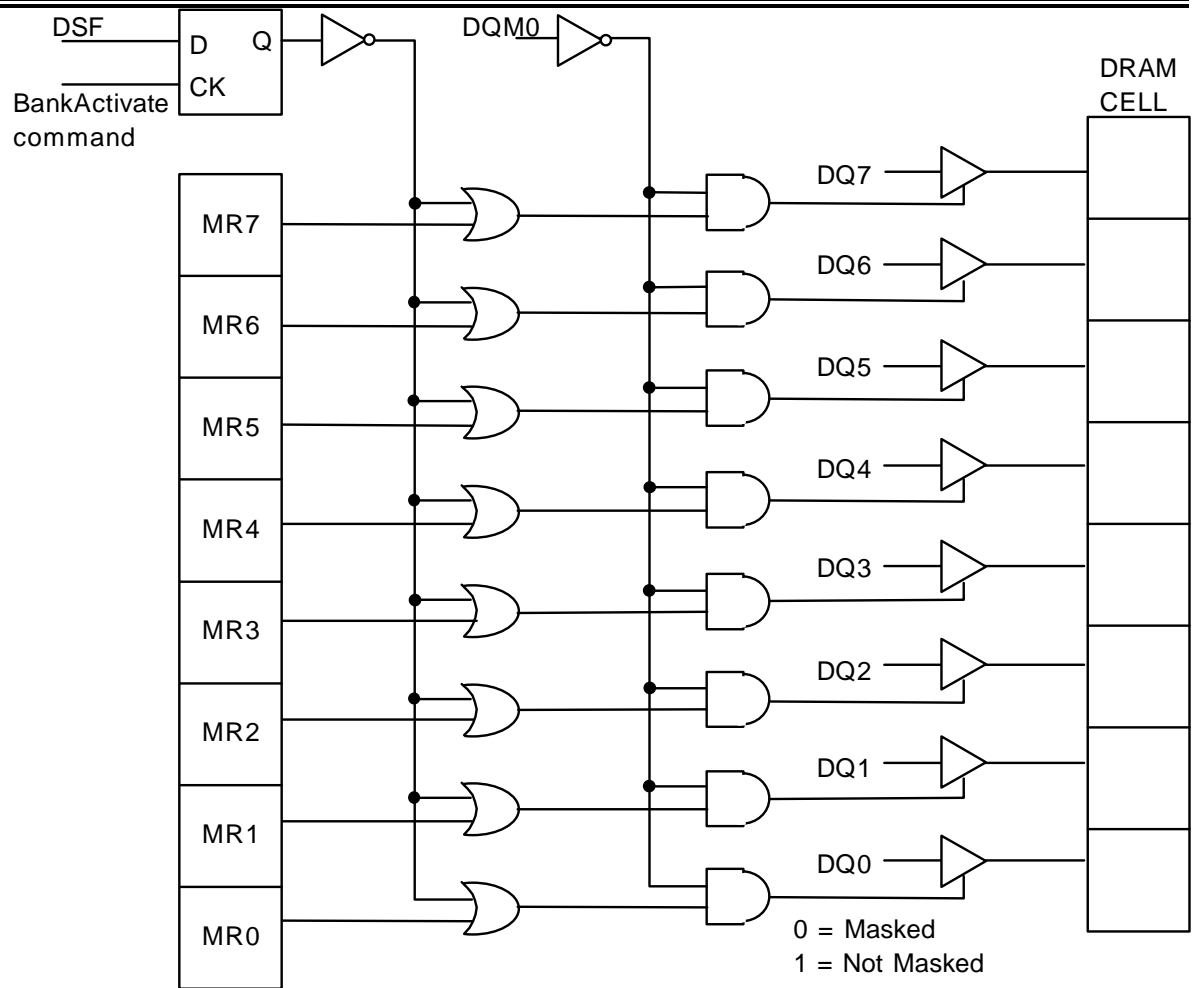 DSF
D Q
CK
BankActivate
command
DQM0
DRAM
CELL
MR7
MR6
MR5
MR4
MR3
MR2
MR1
MR0
DQ7
DQ6
DQ5
DQ4
DQ3
DQ2
DQ1
DQ0
0 = Masked
1 = Not Masked